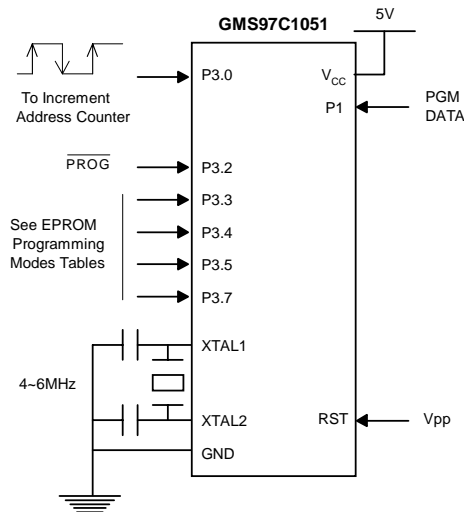 GMS97C1051
5V
P3.0
VCC
To Increment
Address Counter
P1
PGM
DATA
PROG
P3.2
P3.3
See EPROM
Programming
Modes Tables
P3.4
P3.5
P3.7
XTAL1
4~6MHz
XTAL2
RST
Vpp
GND